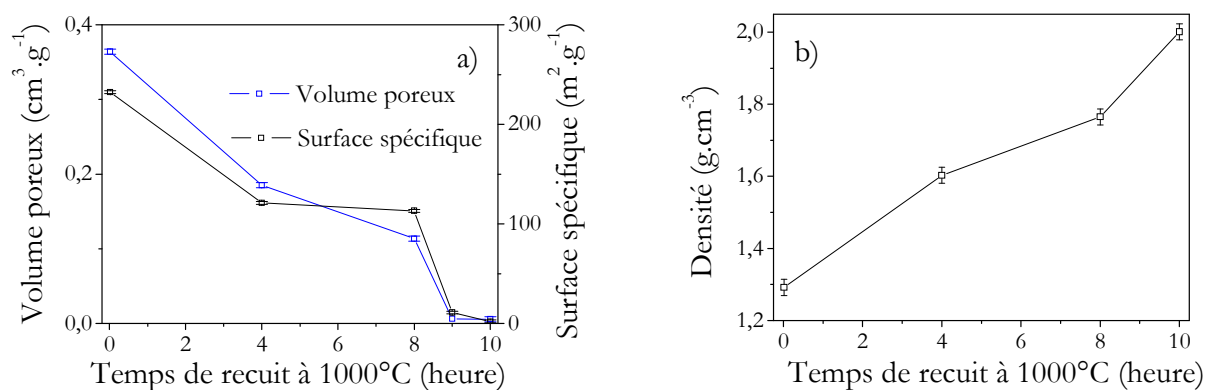 0,4
0,2
0,0
Volume poreux (cm³.g⁻¹)
300
200
100
0
Surface spécifique (m².g⁻¹)
a)
Volume poreux
Surface spécifique
0 2 4 6 8 10
Temps de recuit à 1000°C (heure)
b)
2,0
1,8
1,6
1,4
1,2
Densité (g.cm⁻³)
0 2 4 6 8 10
Temps de recuit à 1000°C (heure)